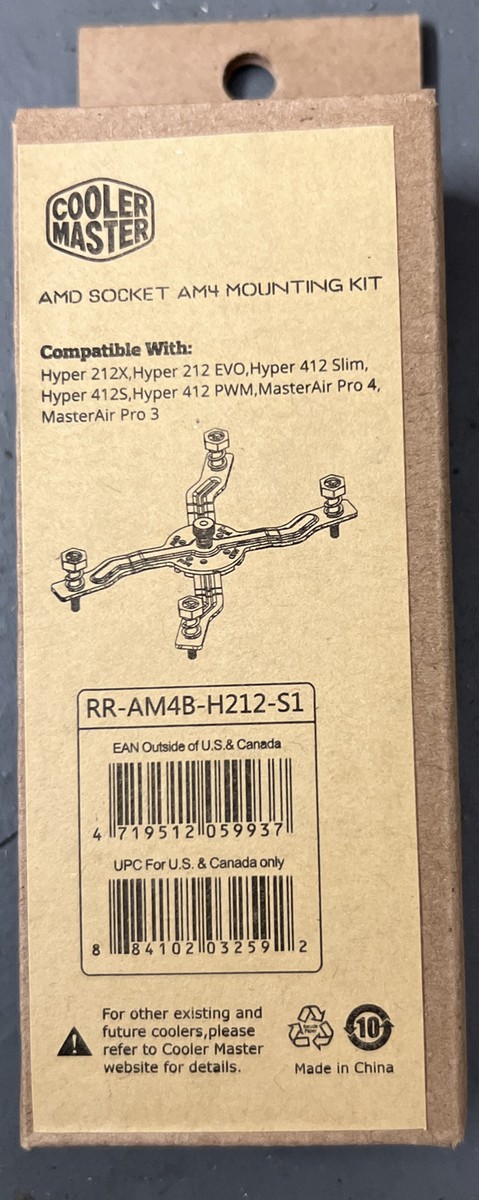 COOLER
MASTER
AMD SOCKET AM4 MOUNTING KIT
Compatible With:
Hyper 212X,Hyper 212 EVO,Hyper 412 Slim,
Hyper 412S,Hyper 412 PWM,MasterAir Pro 4,
MasterAir Pro 3
RR-AM4B-H212-S1
EAN Outside of U.S.& Canada
4 719512 059937
UPC For U.S. & Canada only
8 84102 03259 2
For other existing and
future coolers,please
refer to Cooler Master
website for details.
10
Made in China